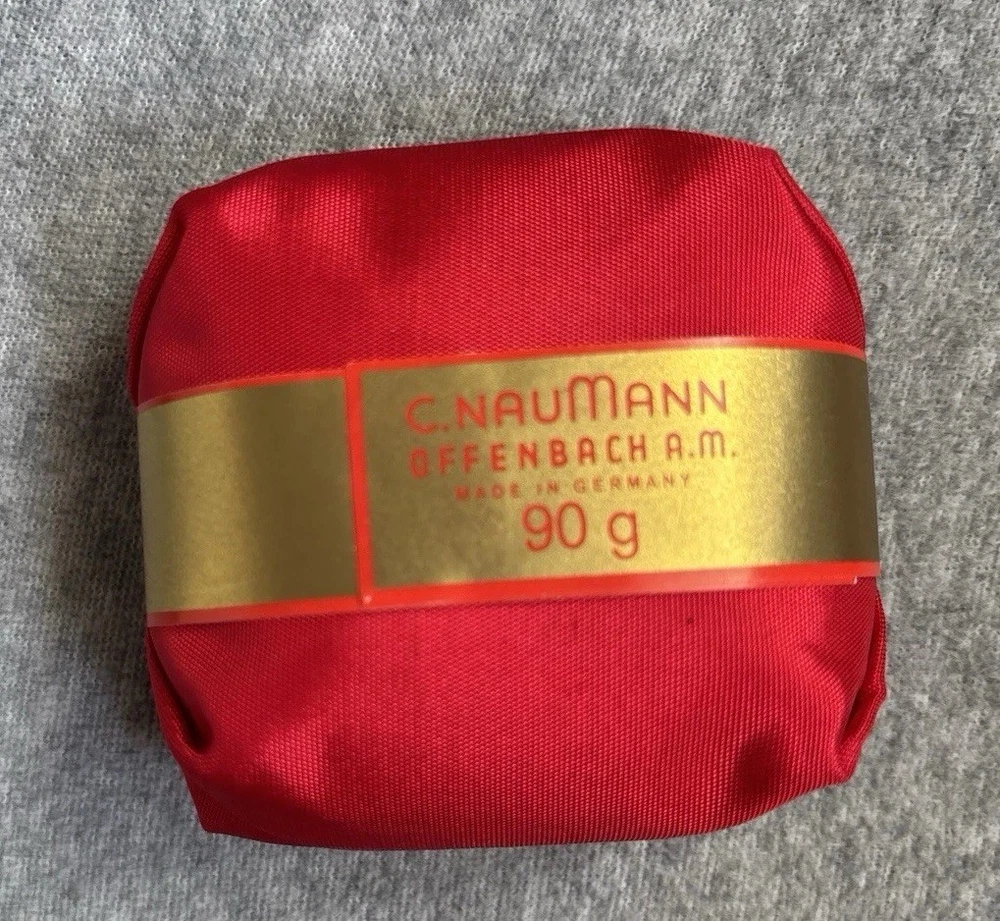 C.NAUMANN
OFFENBACH A.M.
MADE IN GERMANY
90 g